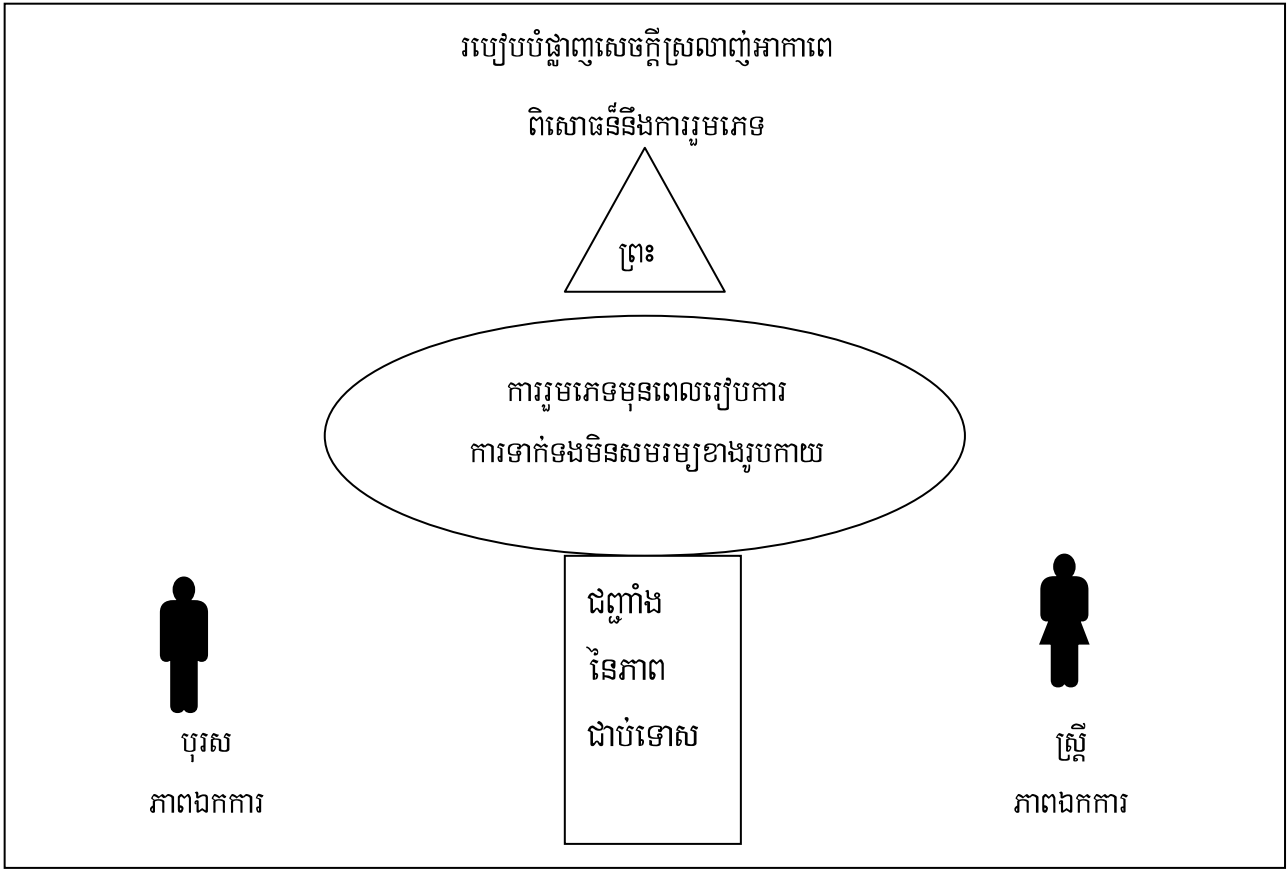 របៀបបំផ្លាញសេចក្ដីស្រលាញ់អាកាពេ
ពិសោធន៏នឹងការរួមភេទ
ព្រះ
ការរួមភេទមុនពេលរៀបការ
ការទាក់ទងមិនសមរម្យខាងរូបកាយ
ជញ្ជាំង
នៃភាព
ជាប់ទោស
បុរស
ភាពឯកការ
ស្ត្រី
ភាពឯកការ